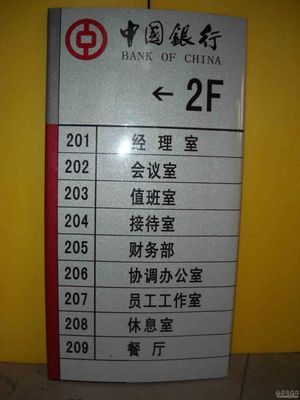 中國銀行
BANK OF CHINA
← 2F
201 经理室
202 会议室
203 值班室
204 接待室
205 财务部
206 协调办公室
207 员工工作室
208 休息室
209 餐厅